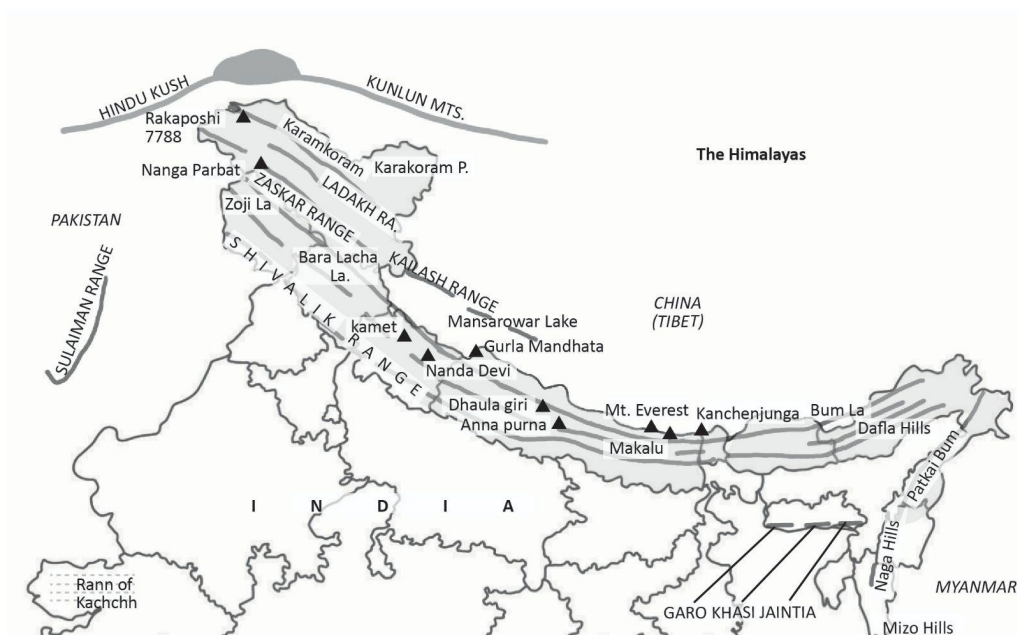 HINDU KUSH
KUNLUN MTS.
Rakaposhi
7788
Karamkoram
The Himalayas
Nanga Parbat
Karakoram P.
LADAKH RA.
ZASKAR RANGE
Zoji La
PAKISTAN
SHIVALIK RANGE
Bara Lacha
La.
KAILASH RANGE
SULAIMAN RANGE
CHINA
(TIBET)
Mansarowar Lake
kamet
Gurla Mandhata
Nanda Devi
Dhaula giri
Anna purna
Mt. Everest
Kanchenjunga
Bum La
Dafla Hills
Makalu
Patkai Bum
INDIA
Naga Hills
Rann of
Kachchh
GARO KHASI JAINTIA
MYANMAR
Mizo Hills